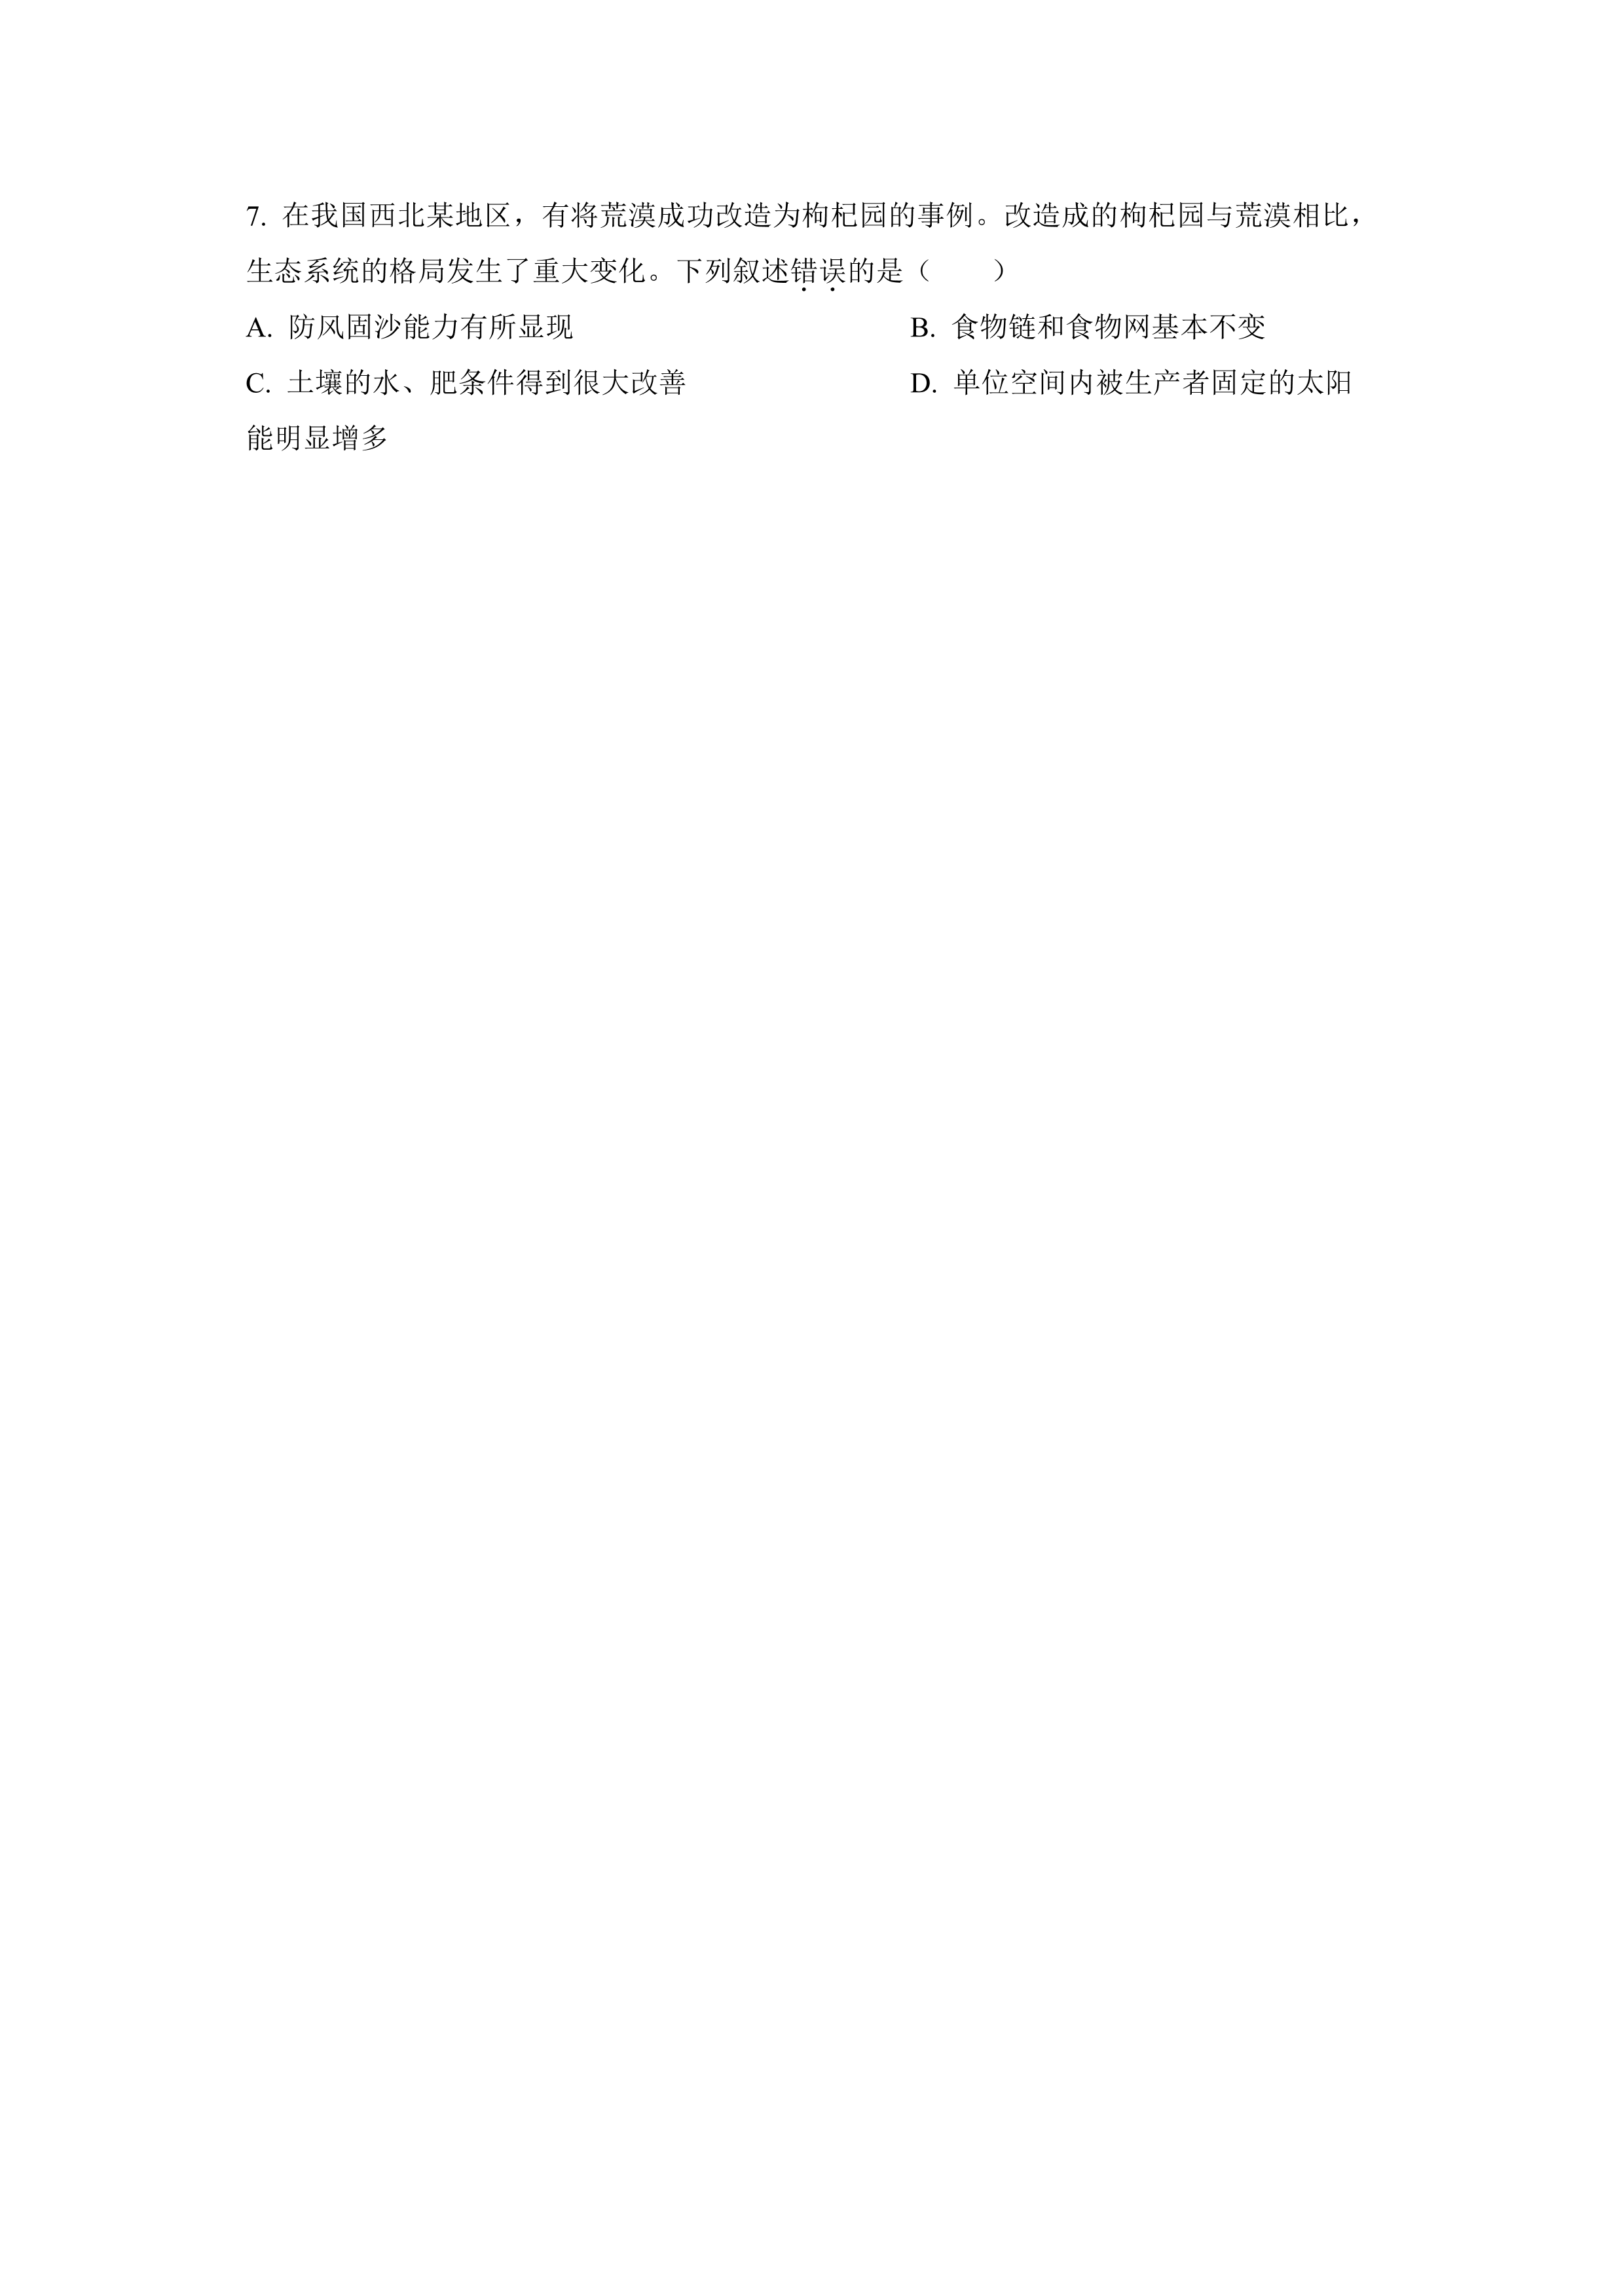 7. 在我国西北某地区，有将荒漠成功改造为枸杞园的事例。改造成的枸杞园与荒漠相比，
生态系统的格局发生了重大变化。下列叙述错误的是（　　）
A. 防风固沙能力有所显现 B. 食物链和食物网基本不变
C. 土壤的水、肥条件得到很大改善 D. 单位空间内被生产者固定的太阳
能明显增多